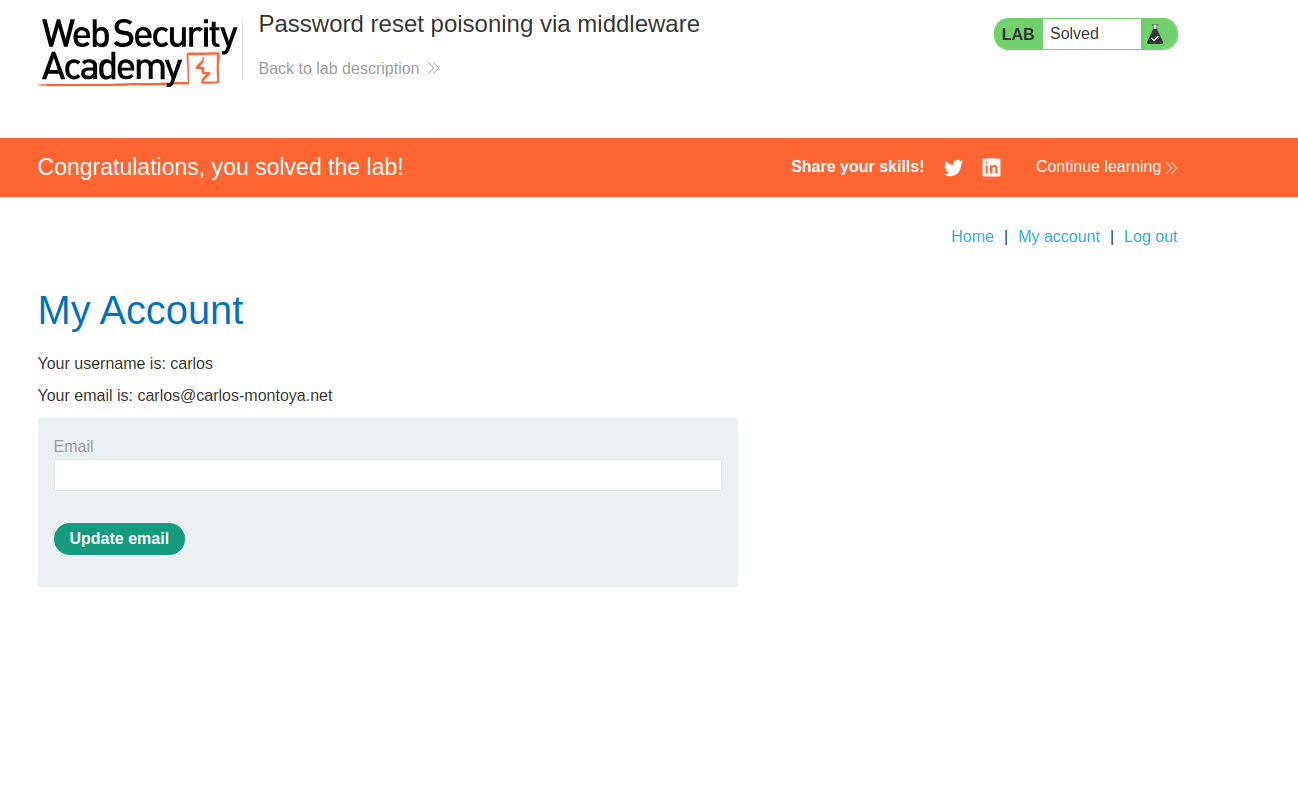 Web Security
Academy
Password reset poisoning via middleware
Back to lab description
LAB Solved
Congratulations, you solved the lab!
Share your skills! Continue learning
Home | My account | Log out
My Account
Your username is: carlos
Your email is: carlos@carlos-montoya.net
Email
Update email